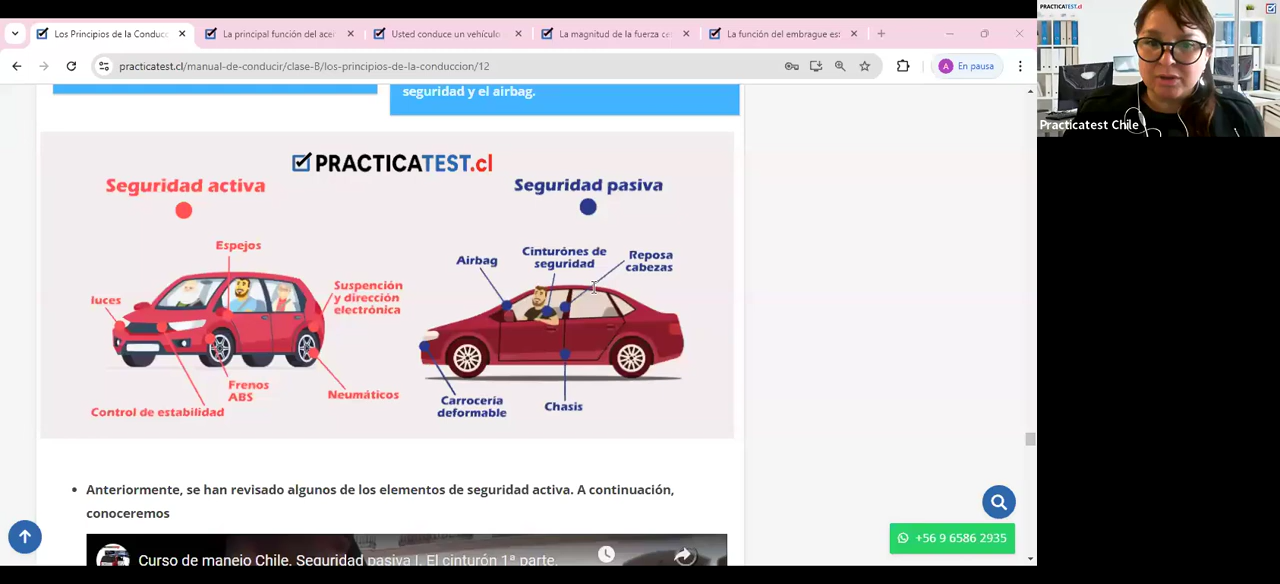 Los Principios de la Conduc
La principal función del ace
Usted conduce un vehículo
La magnitud de la fuerza ce
La función del embrague es:
practicatest.cl/manual-de-conducir/clase-B/los-principios-de-la-conduccion/12
A
En pausa
PRACTICATEST.cl
Practicatest Chile
seguridad y el airbag.
PRACTICATEST.cl
Seguridad activa
Seguridad pasiva
Espejos
luces
Suspención
y dirección
electrónica
Frenos
ABS
Neumáticos
Control de estabilidad
Airbag
Cinturónes de
seguridad
Reposa
cabezas
Carrocería
deformable
Chasis
Anteriormente, se han revisado algunos de los elementos de seguridad activa. A continuación,
conoceremos
Curso de manejo Chile. Seguridad pasiva I. El cinturón 1ª parte.
+56 9 6586 2935